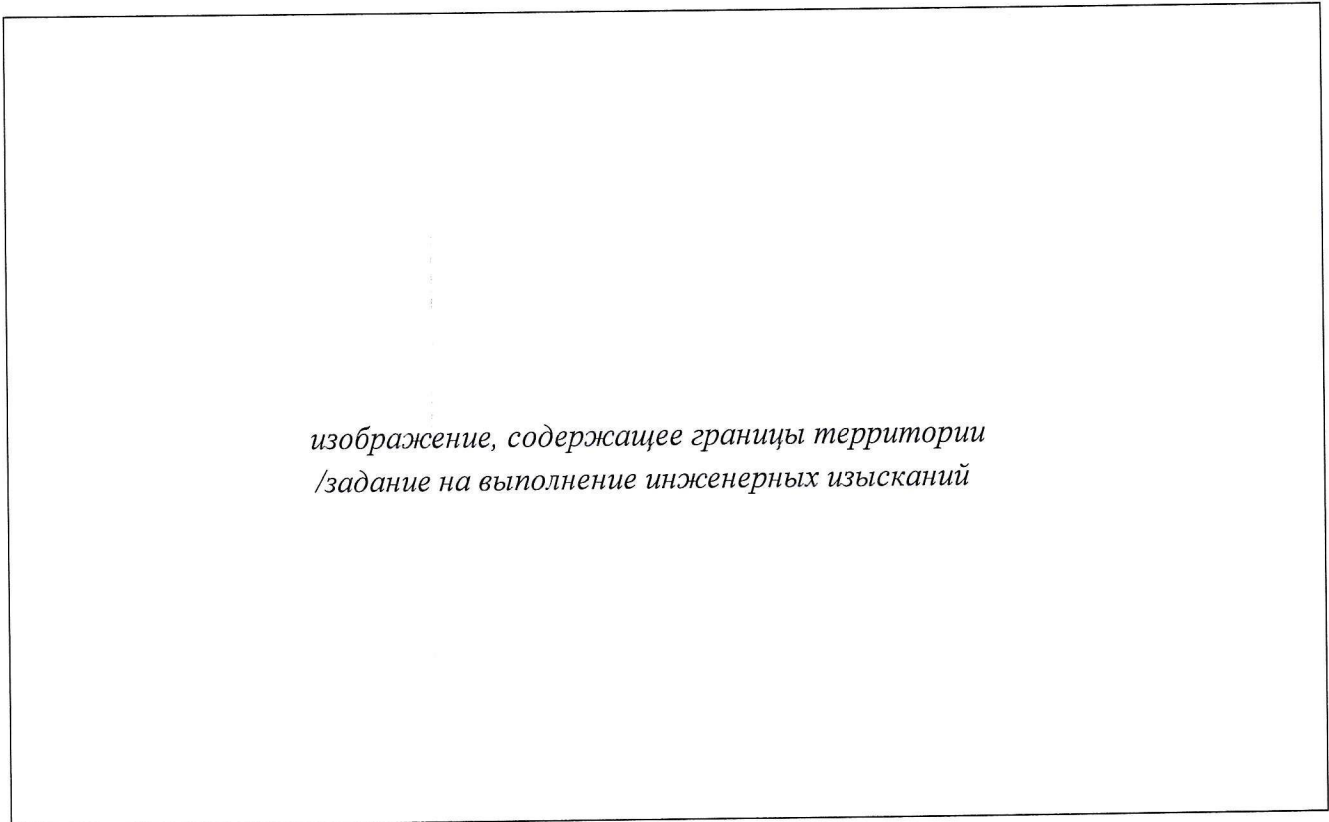 изображение, содержащее границы территории
/задание на выполнение инженерных изысканий